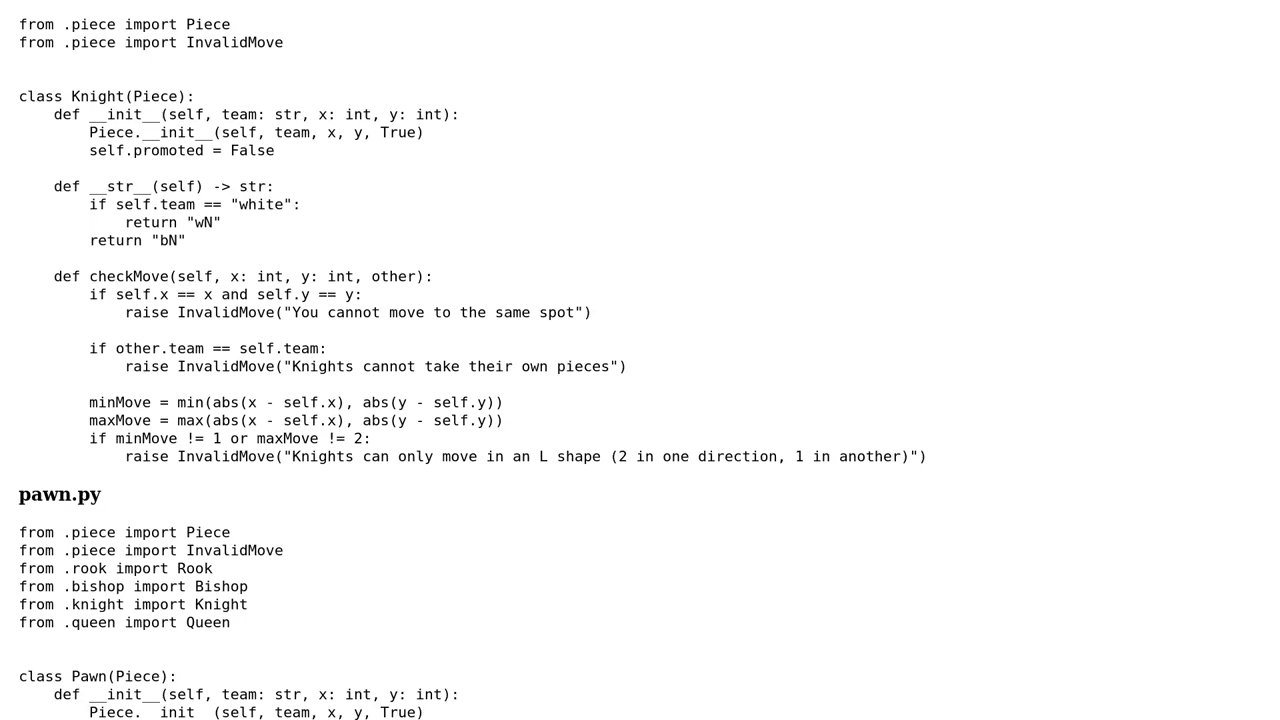 from .piece import Piece
from .piece import InvalidMove
class Knight(Piece):
    def __init__(self, team: str, x: int, y: int):
        Piece.__init__(self, team, x, y, True)
        self.promoted = False
    def __str__(self) -> str:
        if self.team == "white":
            return "wN"
        return "bN"
    def checkMove(self, x: int, y: int, other):
        if self.x == x and self.y == y:
            raise InvalidMove("You cannot move to the same spot")
        if other.team == self.team:
            raise InvalidMove("Knights cannot take their own pieces")
        minMove = min(abs(x - self.x), abs(y - self.y))
        maxMove = max(abs(x - self.x), abs(y - self.y))
        if minMove != 1 or maxMove != 2:
            raise InvalidMove("Knights can only move in an L shape (2 in one direction, 1 in another)")
pawn.py
from .piece import Piece
from .piece import InvalidMove
from .rook import Rook
from .bishop import Bishop
from .knight import Knight
from .queen import Queen
class Pawn(Piece):
    def __init__(self, team: str, x: int, y: int):
        Piece.__init__(self, team, x, y, True)